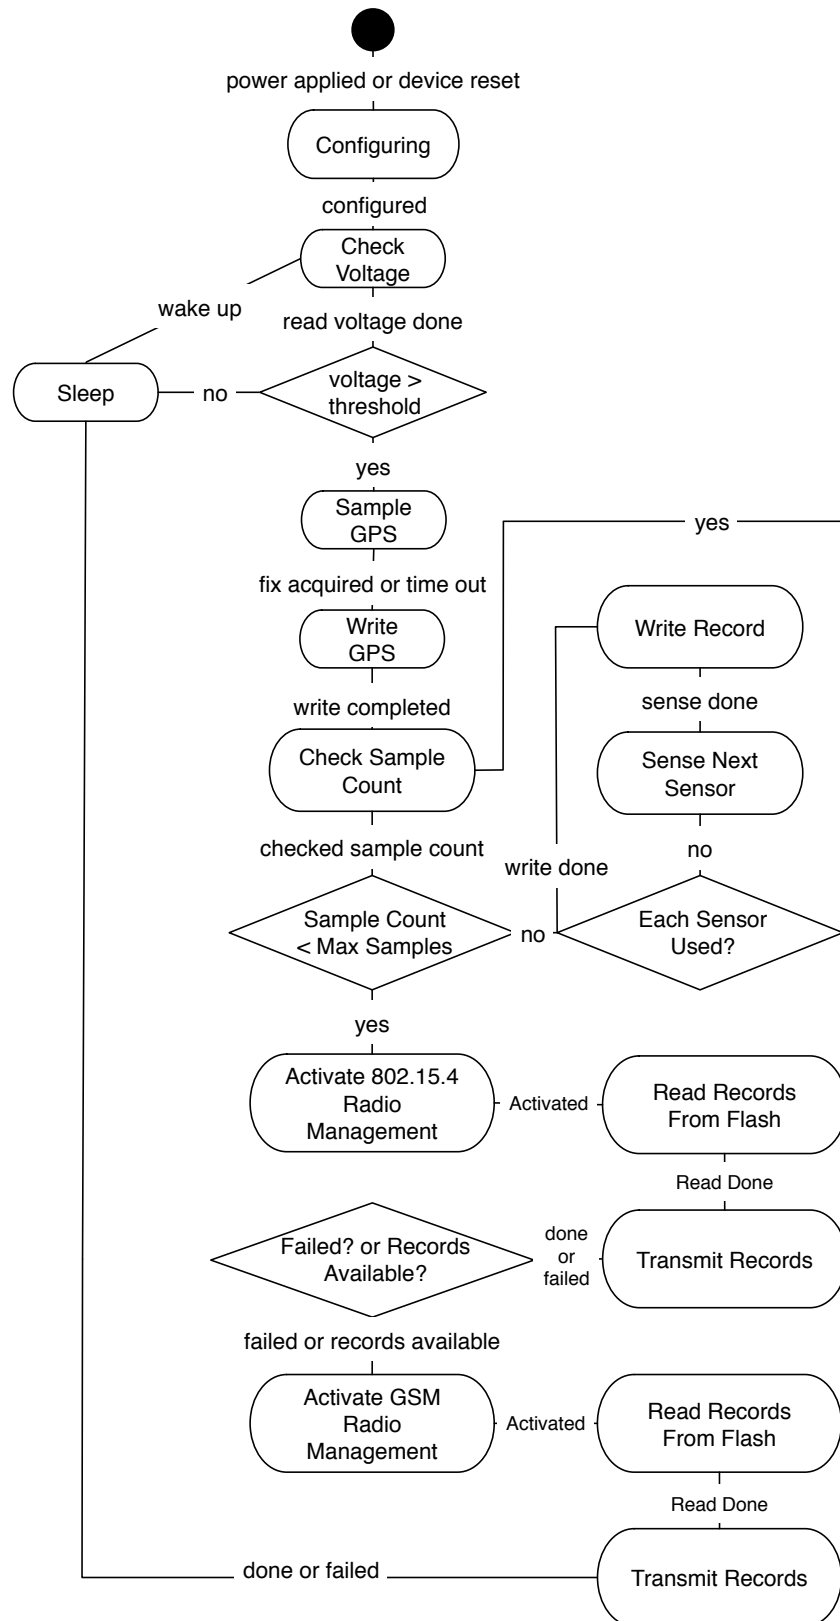 power applied or device reset
Configuring
configured
Check
Voltage
wake up
read voltage done
Sleep
no
voltage >
threshold
yes
Sample
GPS
yes
fix acquired or time out
Write
GPS
Write Record
write completed
sense done
Check Sample
Count
Sense Next
Sensor
checked sample count
write done
no
Sample Count
< Max Samples
no
Each Sensor
Used?
yes
Activate 802.15.4
Radio
Management
Activated
Read Records
From Flash
Read Done
Failed? or Records
Available?
done
or
failed
Transmit Records
failed or records available
Activate GSM
Radio
Management
Activated
Read Records
From Flash
Read Done
done or failed
Transmit Records